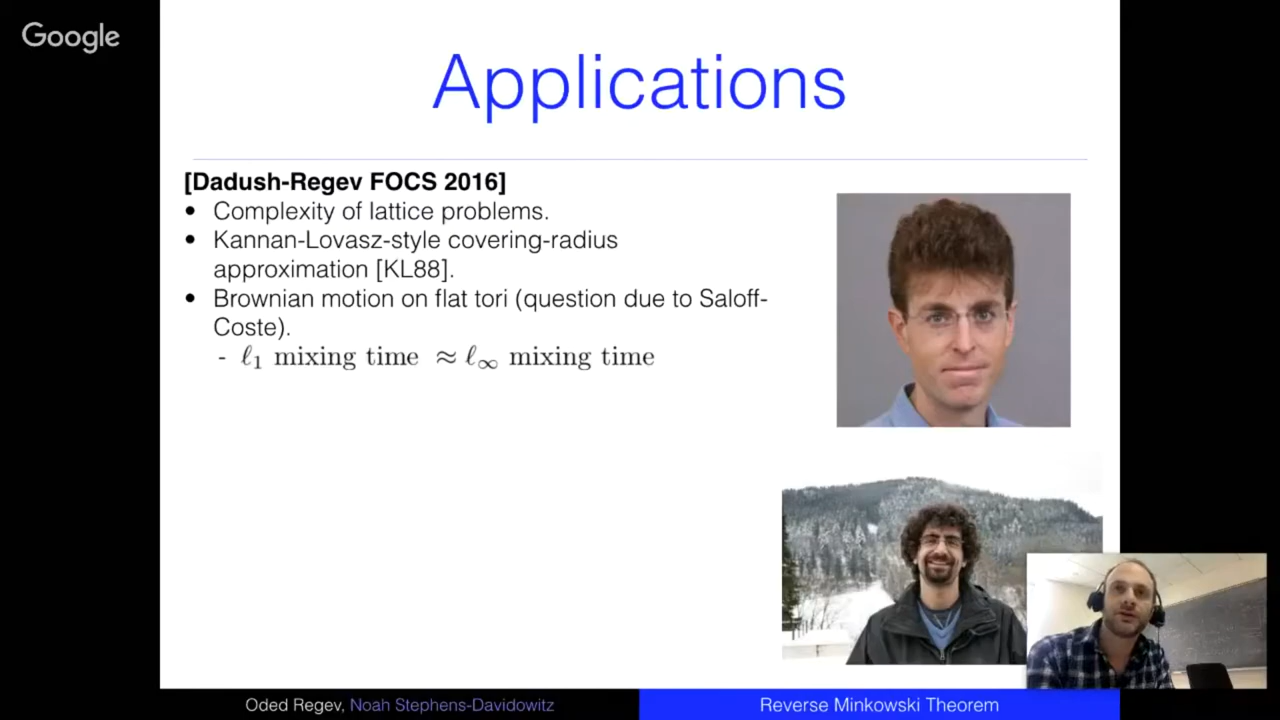 Google
Applications
[Dadush-Regev FOCS 2016]
• Complexity of lattice problems.
• Kannan-Lovasz-style covering-radius
approximation [KL88].
• Brownian motion on flat tori (question due to Saloff-
Coste).
- ℓ₁ mixing time ≈ ℓ∞ mixing time
Oded Regev, Noah Stephens-Davidowitz
Reverse Minkowski Theorem